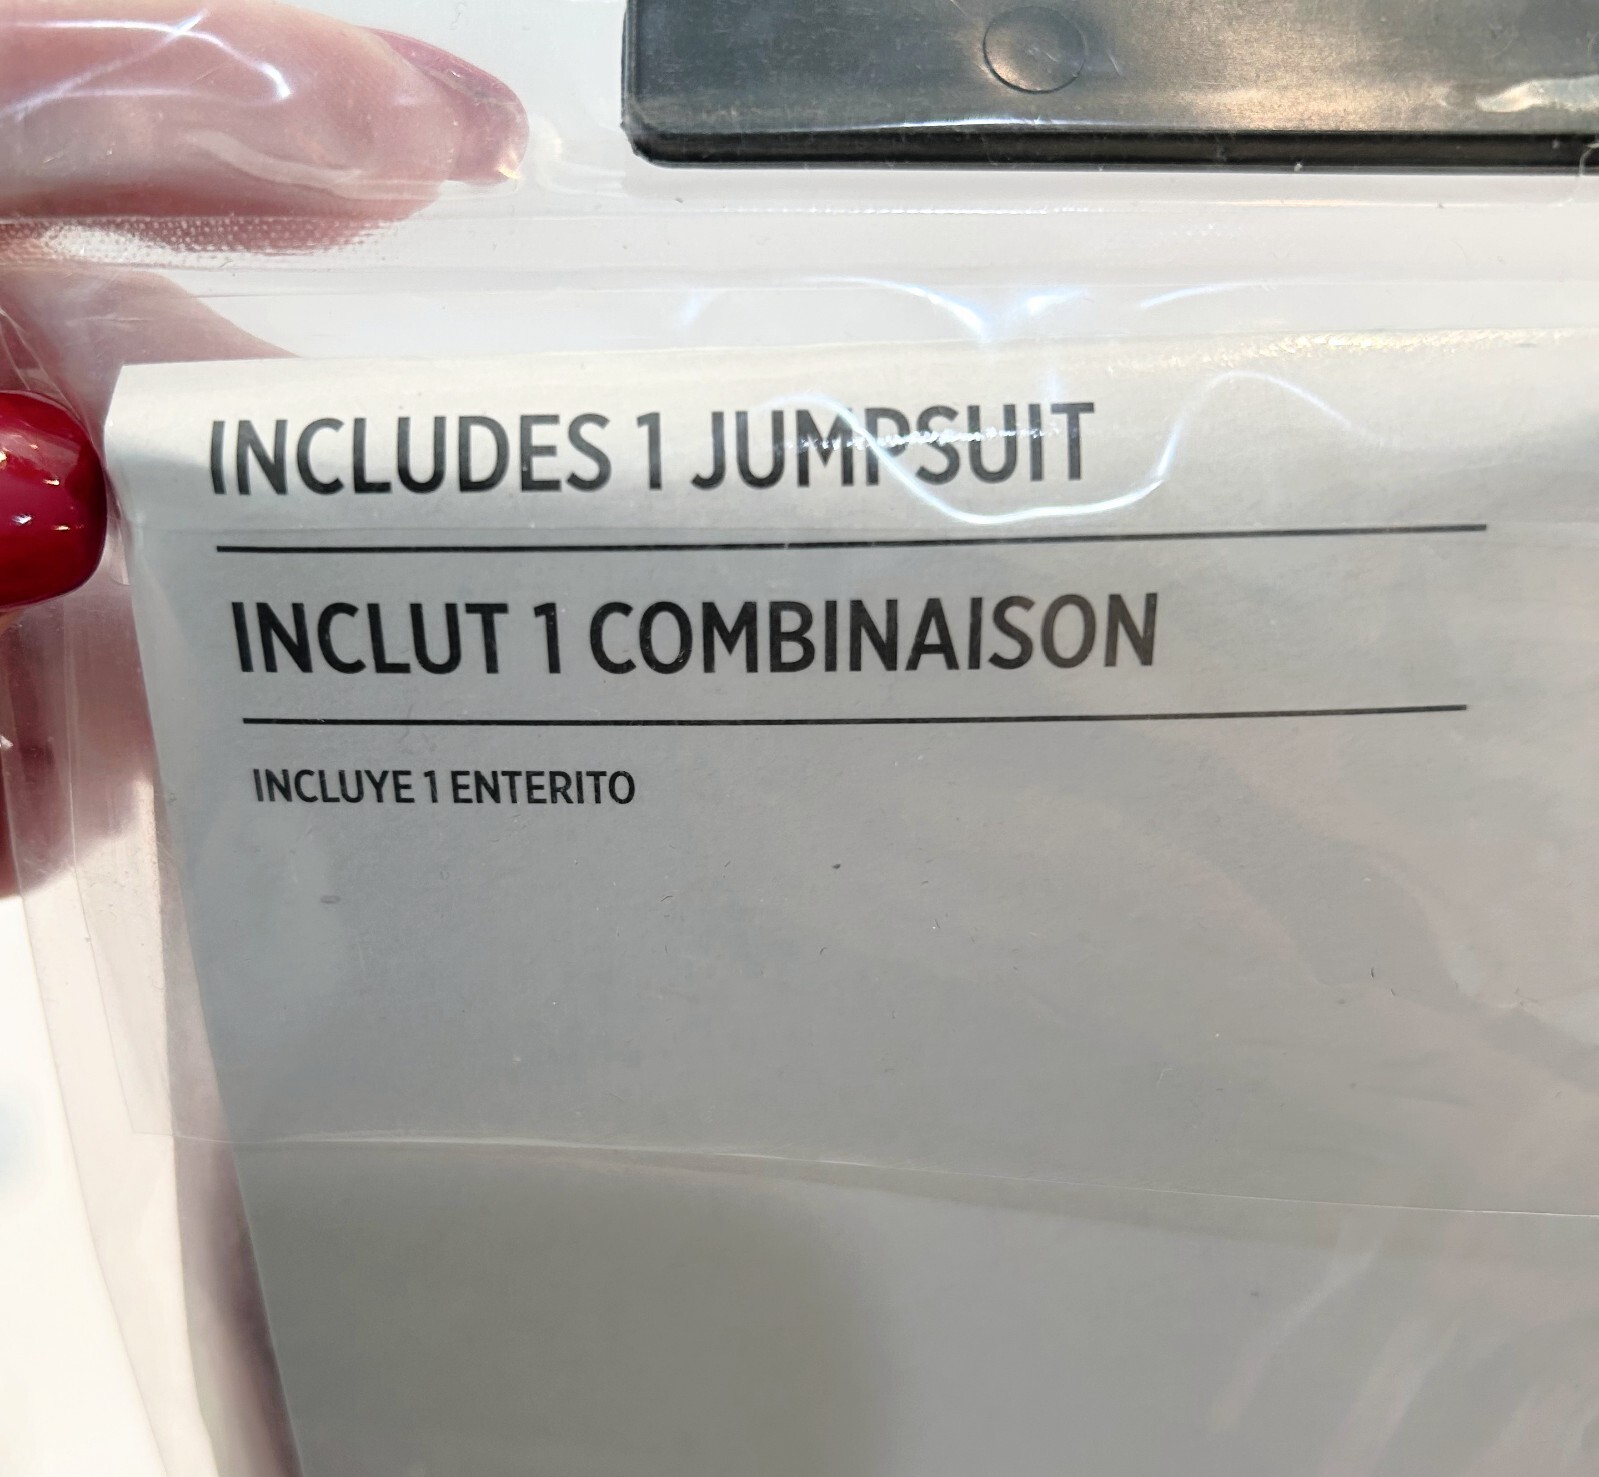 INCLUDES 1 JUMPSUIT
INCLUT 1 COMBINAISON
INCLUYE 1 ENTERITO